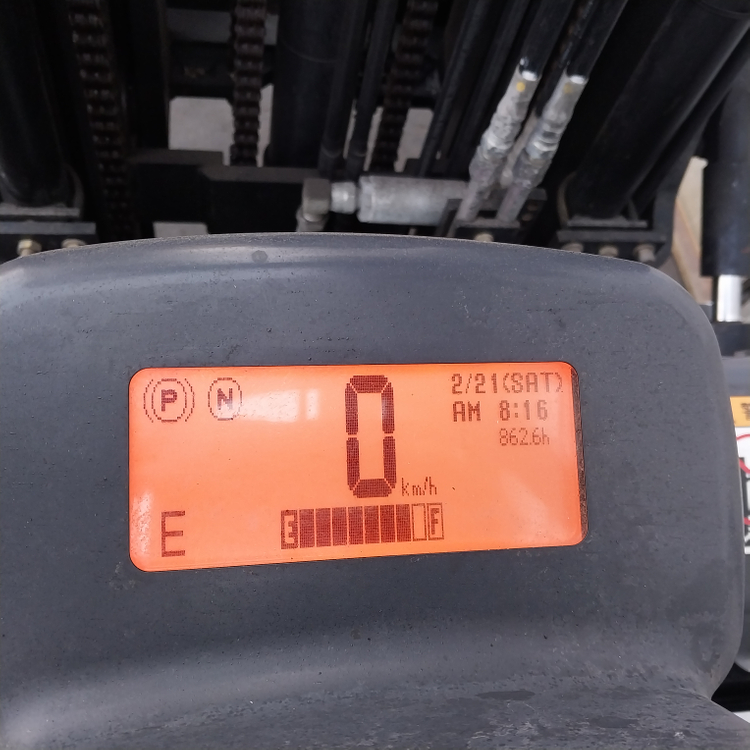 P N
2/21(SAT)
AM 8:16
862.6h
0 km/h
E
E F